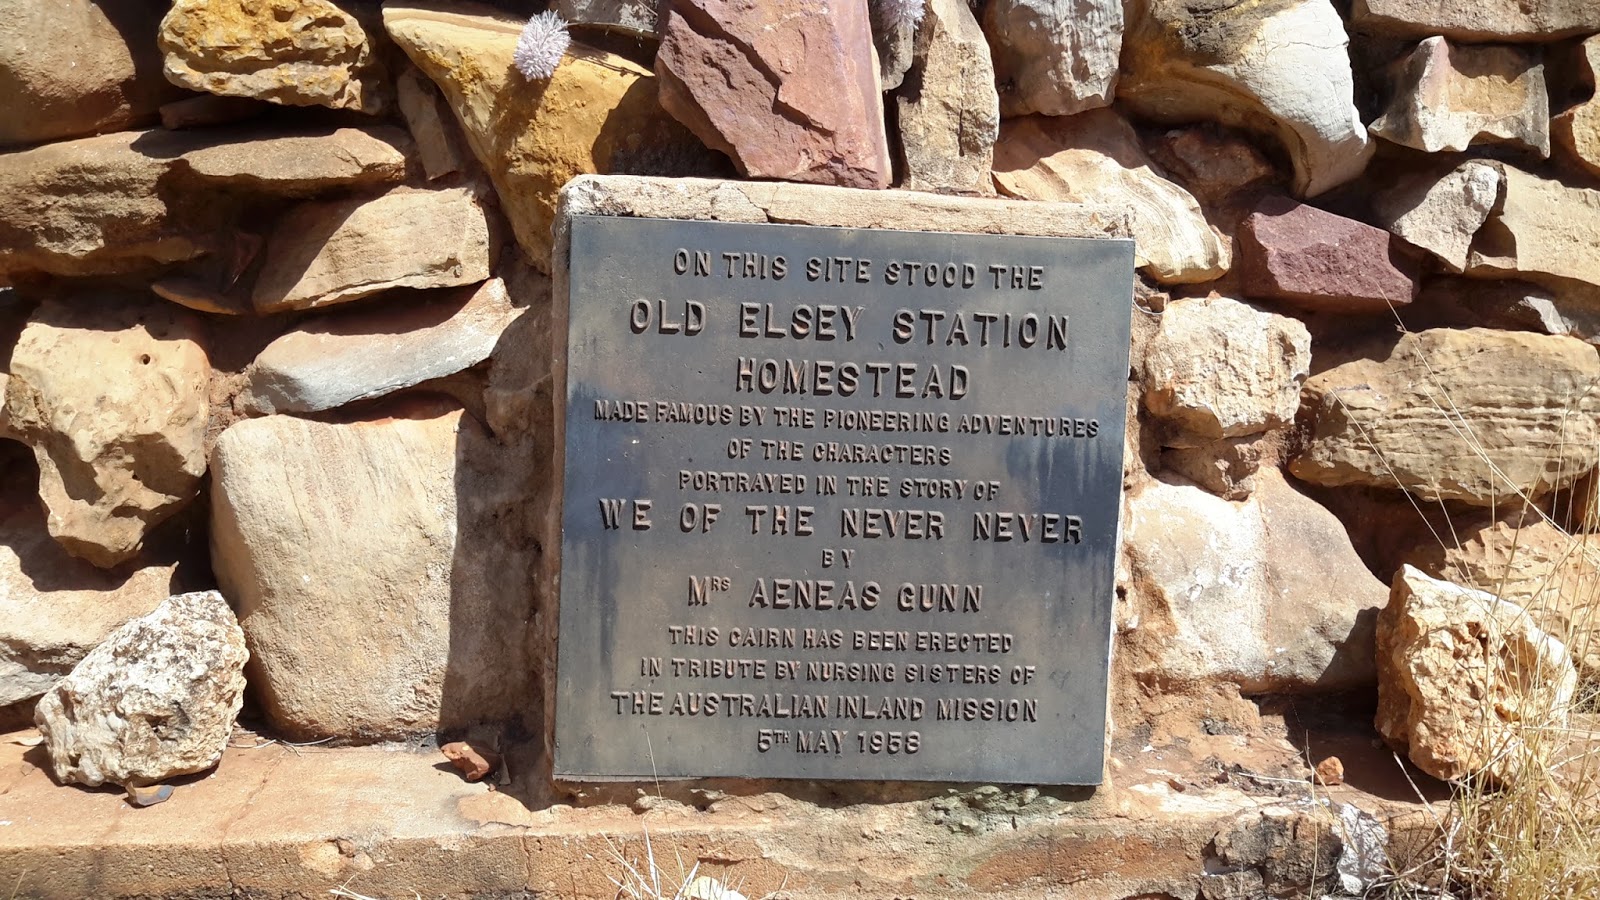 ON THIS SITE STOOD THE
OLD ELSEY STATION
HOMESTEAD
MADE FAMOUS BY THE PIONEERING ADVENTURES
OF THE CHARACTERS
PORTRAYED IN THE STORY OF
WE OF THE NEVER NEVER
BY
MRS AENEAS GUNN
THIS CAIRN HAS BEEN ERECTED
IN TRIBUTE BY NURSING SISTERS OF
THE AUSTRALIAN INLAND MISSION
5TH MAY 1958